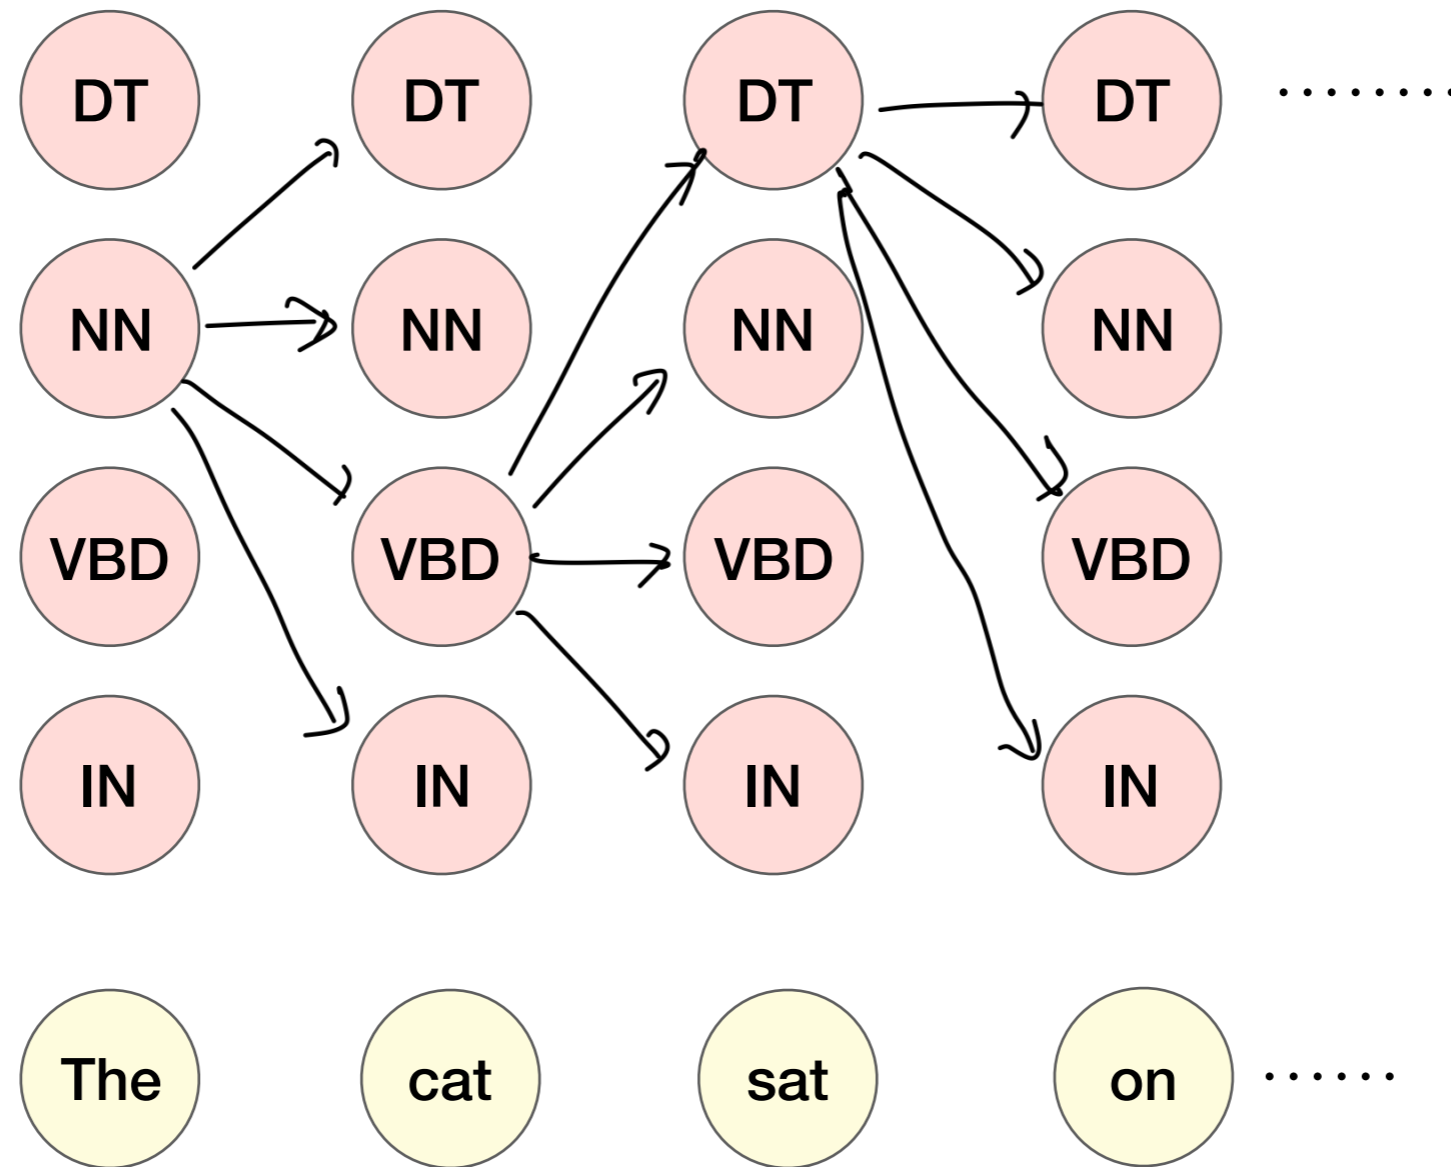 DT DT DT DT ........
NN NN NN NN
VBD VBD VBD VBD
IN IN IN IN
The cat sat on ......